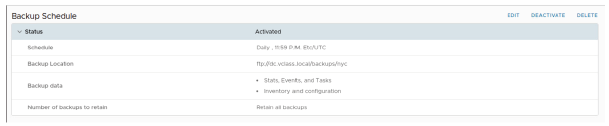 Backup Schedule EDIT DEACTIVATE DELETE
Status Activated
Schedule Daily , 11:59 P.M. Etc/UTC
Backup Location ftp://dc.vclass.local/backups/nyc
Backup data
• Stats, Events, and Tasks
• Inventory and configuration
Number of backups to retain Retain all backups